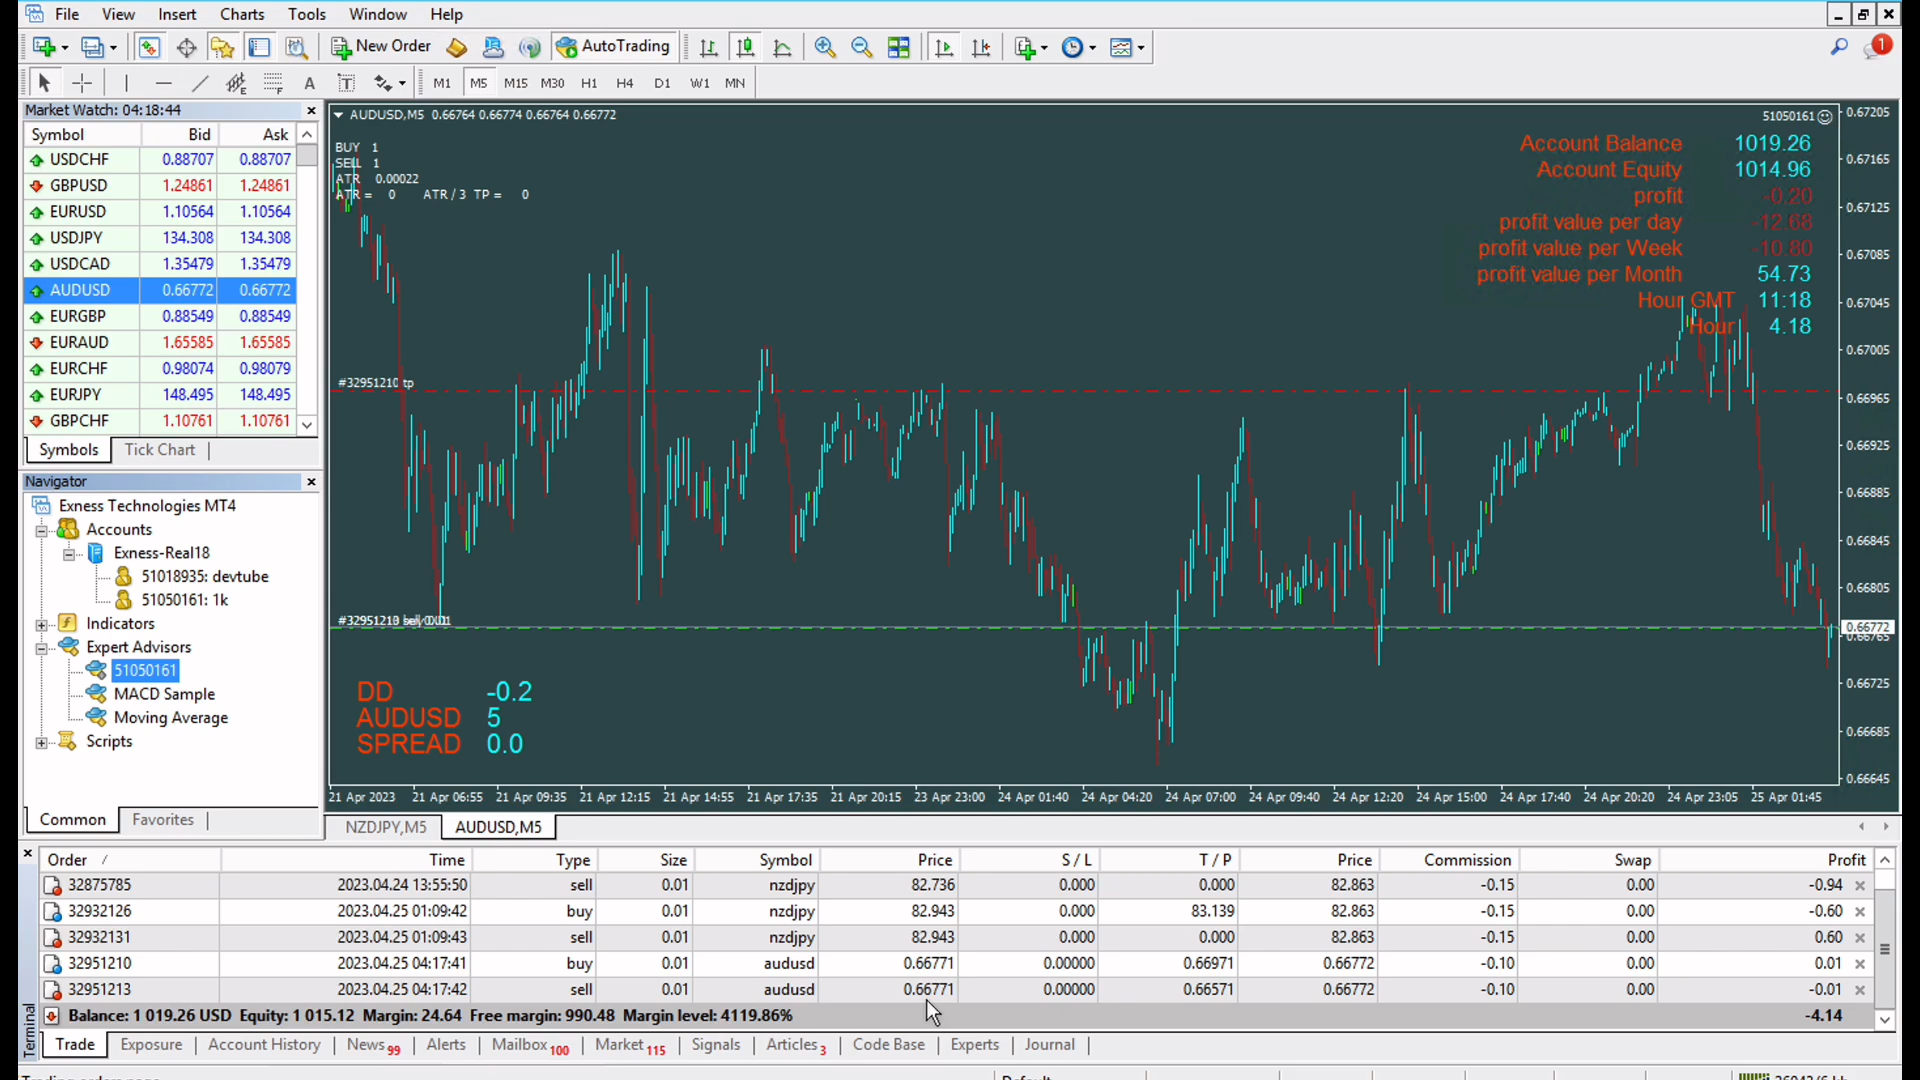 File View Insert Charts Tools Window Help
New Order AutoTrading 1
A T M1 M5 M15 M30 H1 H4 D1 W1 MN
Market Watch: 04:18:44
Symbol Bid Ask
USDCHF 0.88707 0.88707
GBPUSD 1.24861 1.24861
EURUSD 1.10564 1.10564
USDJPY 134.308 134.308
USDCAD 1.35479 1.35479
AUDUSD 0.66772 0.66772
EURGBP 0.88549 0.88549
EURAUD 1.65585 1.65585
EURCHF 0.98074 0.98079
EURJPY 148.495 148.495
GBPCHF 1.10761 1.10761
Symbols Tick Chart
Navigator
Exness Technologies MT4
Accounts
Exness-Real18
51018935: devtube
51050161: 1k
Indicators
Expert Advisors
51050161
MACD Sample
Moving Average
Scripts
Common Favorites
AUDUSD,M5 0.66764 0.66774 0.66764 0.66772
51050161
BUY 1
SELL 1
ATR 0.00022
ATR = 0 ATR / 3 TP = 0
Account Balance 1019.26
Account Equity 1014.96
profit -0.20
profit value per day -12.68
profit value per Week -10.80
profit value per Month 54.73
Hour GMT 11:18
Hour 4.18
#32951210 tp
DD -0.2
AUDUSD 5
SPREAD 0.0
0.67205
0.67165
0.67125
0.67085
0.67045
0.67005
0.66965
0.66925
0.66885
0.66845
0.66805
0.66772
0.66765
0.66725
0.66685
0.66645
21 Apr 2023 21 Apr 06:55 21 Apr 09:35 21 Apr 12:15 21 Apr 14:55 21 Apr 17:35 21 Apr 20:15 23 Apr 23:00 24 Apr 01:40 24 Apr 04:20 24 Apr 07:00 24 Apr 09:40 24 Apr 12:20 24 Apr 15:00 24 Apr 17:40 24 Apr 20:20 24 Apr 23:05 25 Apr 01:45
NZDJPY,M5 AUDUSD,M5
Order / Time Type Size Symbol Price S / L T / P Price Commission Swap Profit
32875785 2023.04.24 13:55:50 sell 0.01 nzdjpy 82.736 0.000 0.000 82.863 -0.15 0.00 -0.94
32932126 2023.04.25 01:09:42 buy 0.01 nzdjpy 82.943 0.000 83.139 82.863 -0.15 0.00 -0.60
32932131 2023.04.25 01:09:43 sell 0.01 nzdjpy 82.943 0.000 0.000 82.863 -0.15 0.00 0.60
32951210 2023.04.25 04:17:41 buy 0.01 audusd 0.66771 0.00000 0.66971 0.66772 -0.10 0.00 0.01
32951213 2023.04.25 04:17:42 sell 0.01 audusd 0.66771 0.00000 0.66571 0.66772 -0.10 0.00 -0.01
Balance: 1 019.26 USD Equity: 1 015.12 Margin: 24.64 Free margin: 990.48 Margin level: 4119.86% -4.14
Terminal
Trade Exposure Account History News 99 Alerts Mailbox 100 Market 115 Signals Articles 3 Code Base Experts Journal